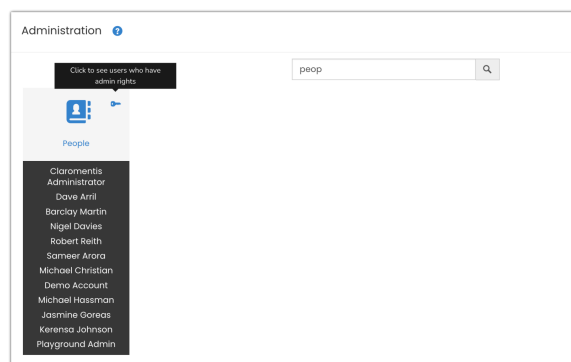 Administration ?
peop
Click to see users who have
admin rights
People
Claromentis
Administrator
Dave Arril
Barclay Martin
Nigel Davies
Robert Reith
Sameer Arora
Michael Christian
Demo Account
Michael Hassman
Jasmine Goreas
Kerensa Johnson
Playground Admin